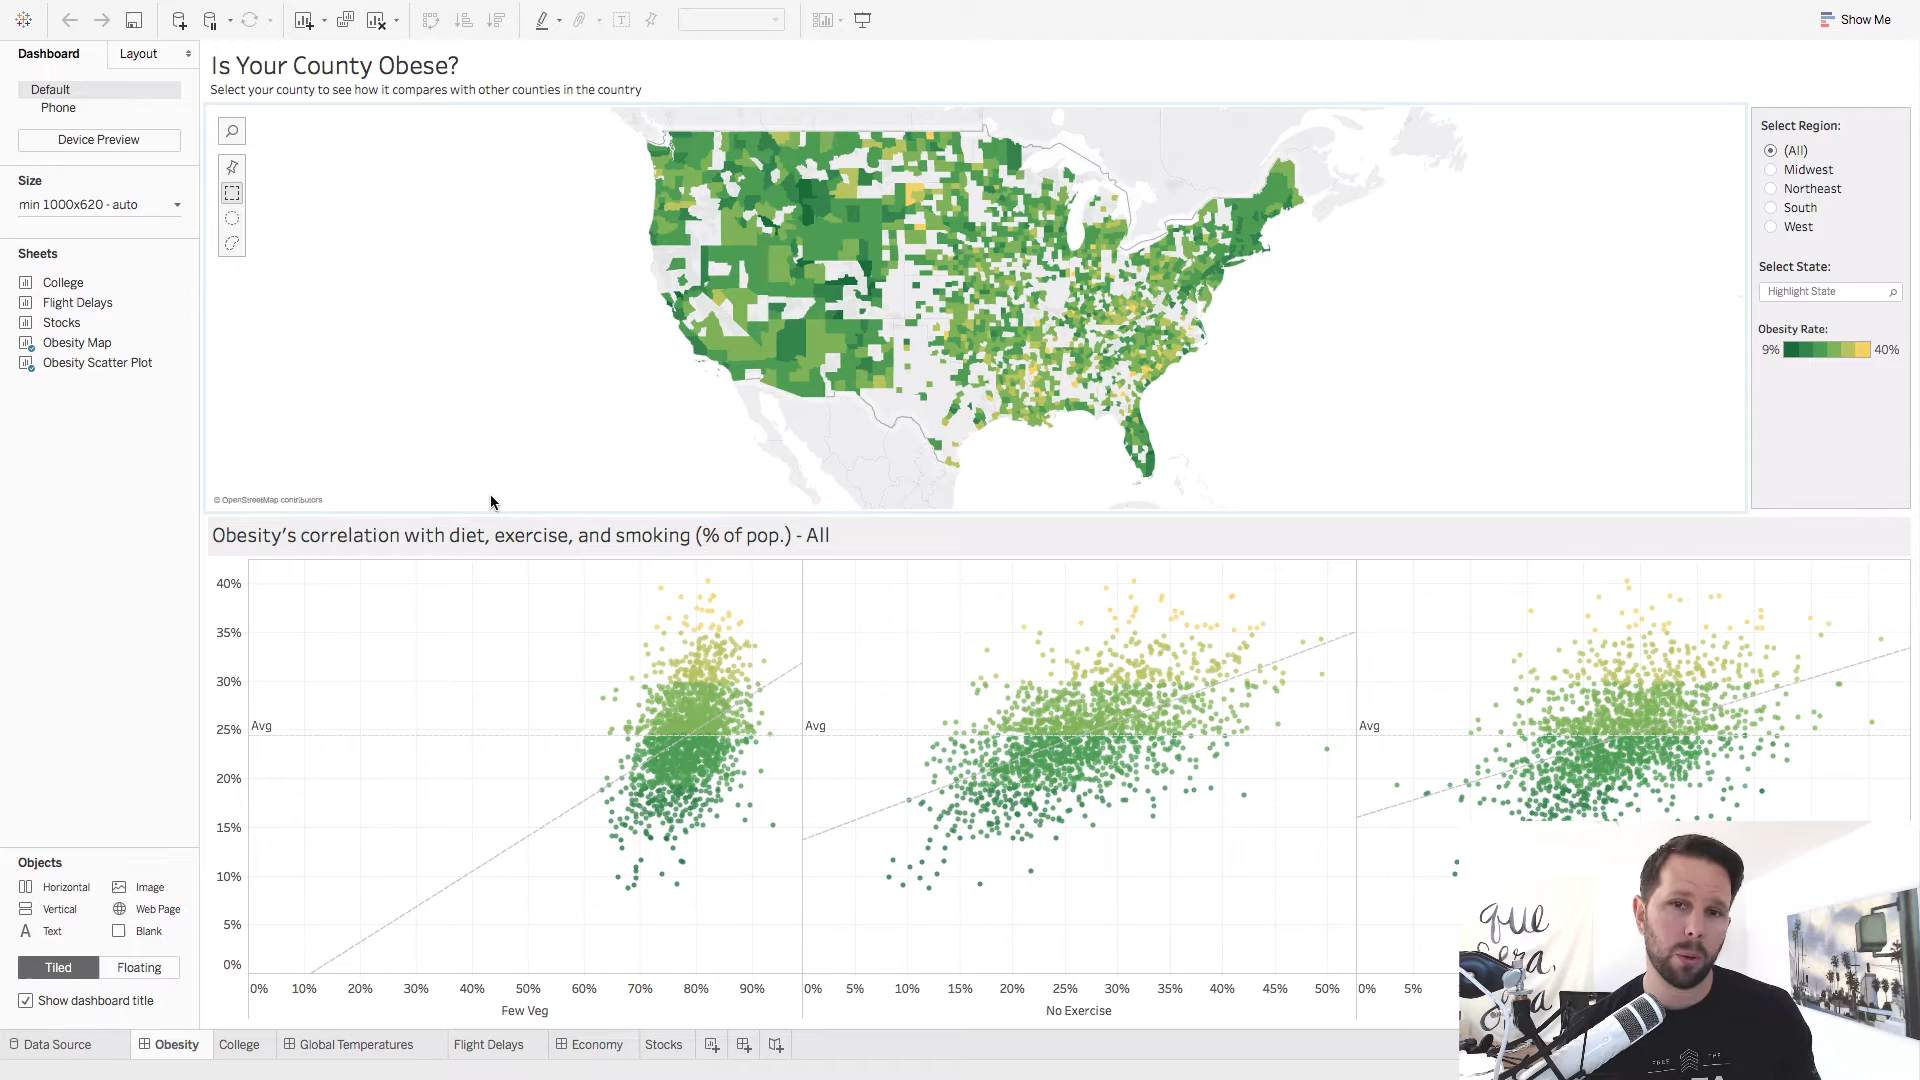 Show Me
Dashboard
Layout
Default
Phone
Device Preview
Size
min 1000x620 - auto
Sheets
College
Flight Delays
Stocks
Obesity Map
Obesity Scatter Plot
Objects
Horizontal
Image
Vertical
Web Page
A Text
Blank
Tiled
Floating
Show dashboard title
Is Your County Obese?
Select your county to see how it compares with other counties in the country
© OpenStreetMap contributors
Select Region:
(All)
Midwest
Northeast
South
West
Select State:
Highlight State
Obesity Rate:
9% 40%
Obesity's correlation with diet, exercise, and smoking (% of pop.) - All
40%
35%
30%
25%
20%
15%
10%
5%
0%
Avg
Avg
Avg
0% 10% 20% 30% 40% 50% 60% 70% 80% 90%
Few Veg
0% 5% 10% 15% 20% 25% 30% 35% 40% 45% 50%
No Exercise
0% 5%
que
Data Source
Obesity
College
Global Temperatures
Flight Delays
Economy
Stocks